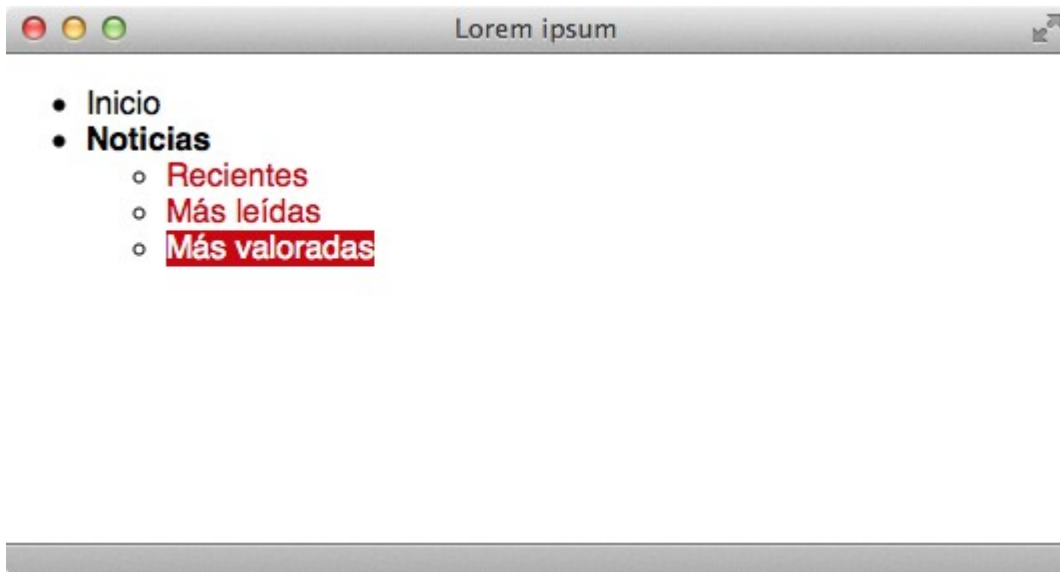 Lorem ipsum
Inicio
Noticias
Recientes
Más leídas
Más valoradas